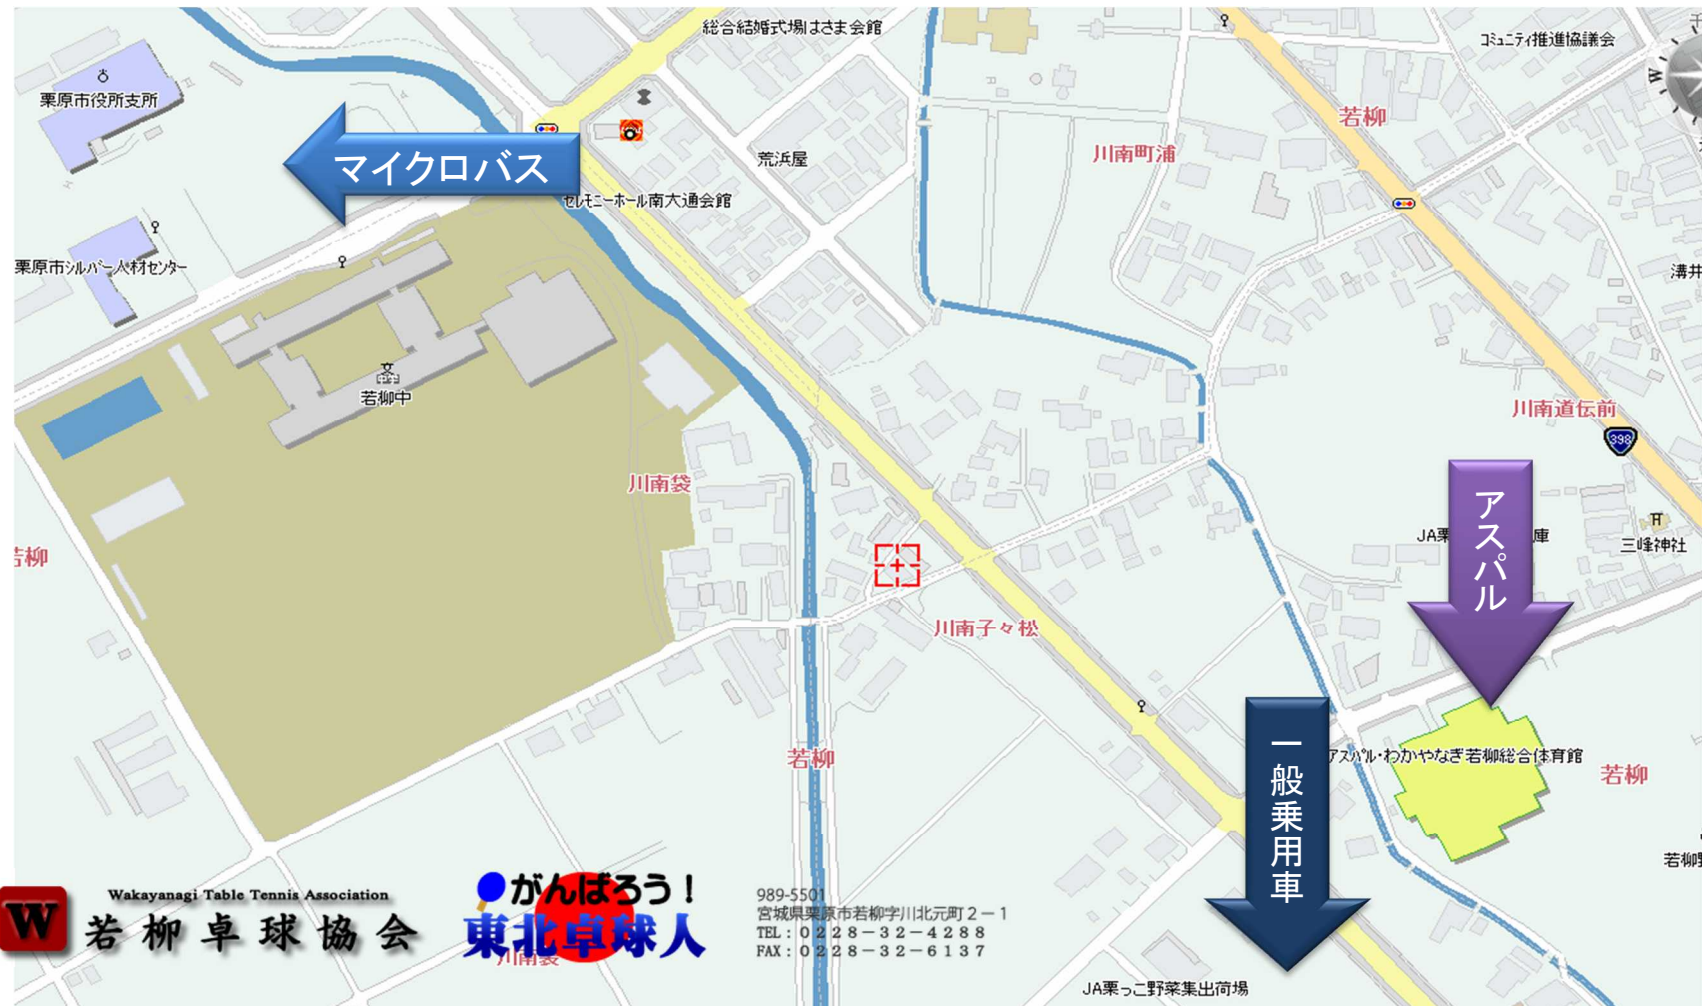 総合結婚式場はさま会館
コミュニティ推進協議会
栗原市役所支所
若柳
マイクロバス
荒浜屋
川南町浦
セレモニーホール南大通会館
栗原市シルバー人材センター
若柳中
川南道伝前
398
川南袋
アスパル
JA栗
庫
三峰神社
川南子々松
若柳
一般乗用車
アスパル・わかやなぎ若柳総合体育館
若柳
W
Wakayanagi Table Tennis Association
若柳卓球協会
がんばろう!
東北卓球人
989-5501
宮城県栗原市若柳字川北元町2-1
TEL:0228-32-4288
FAX:0228-32-6137
川南袋
JA栗っこ野菜集出荷場